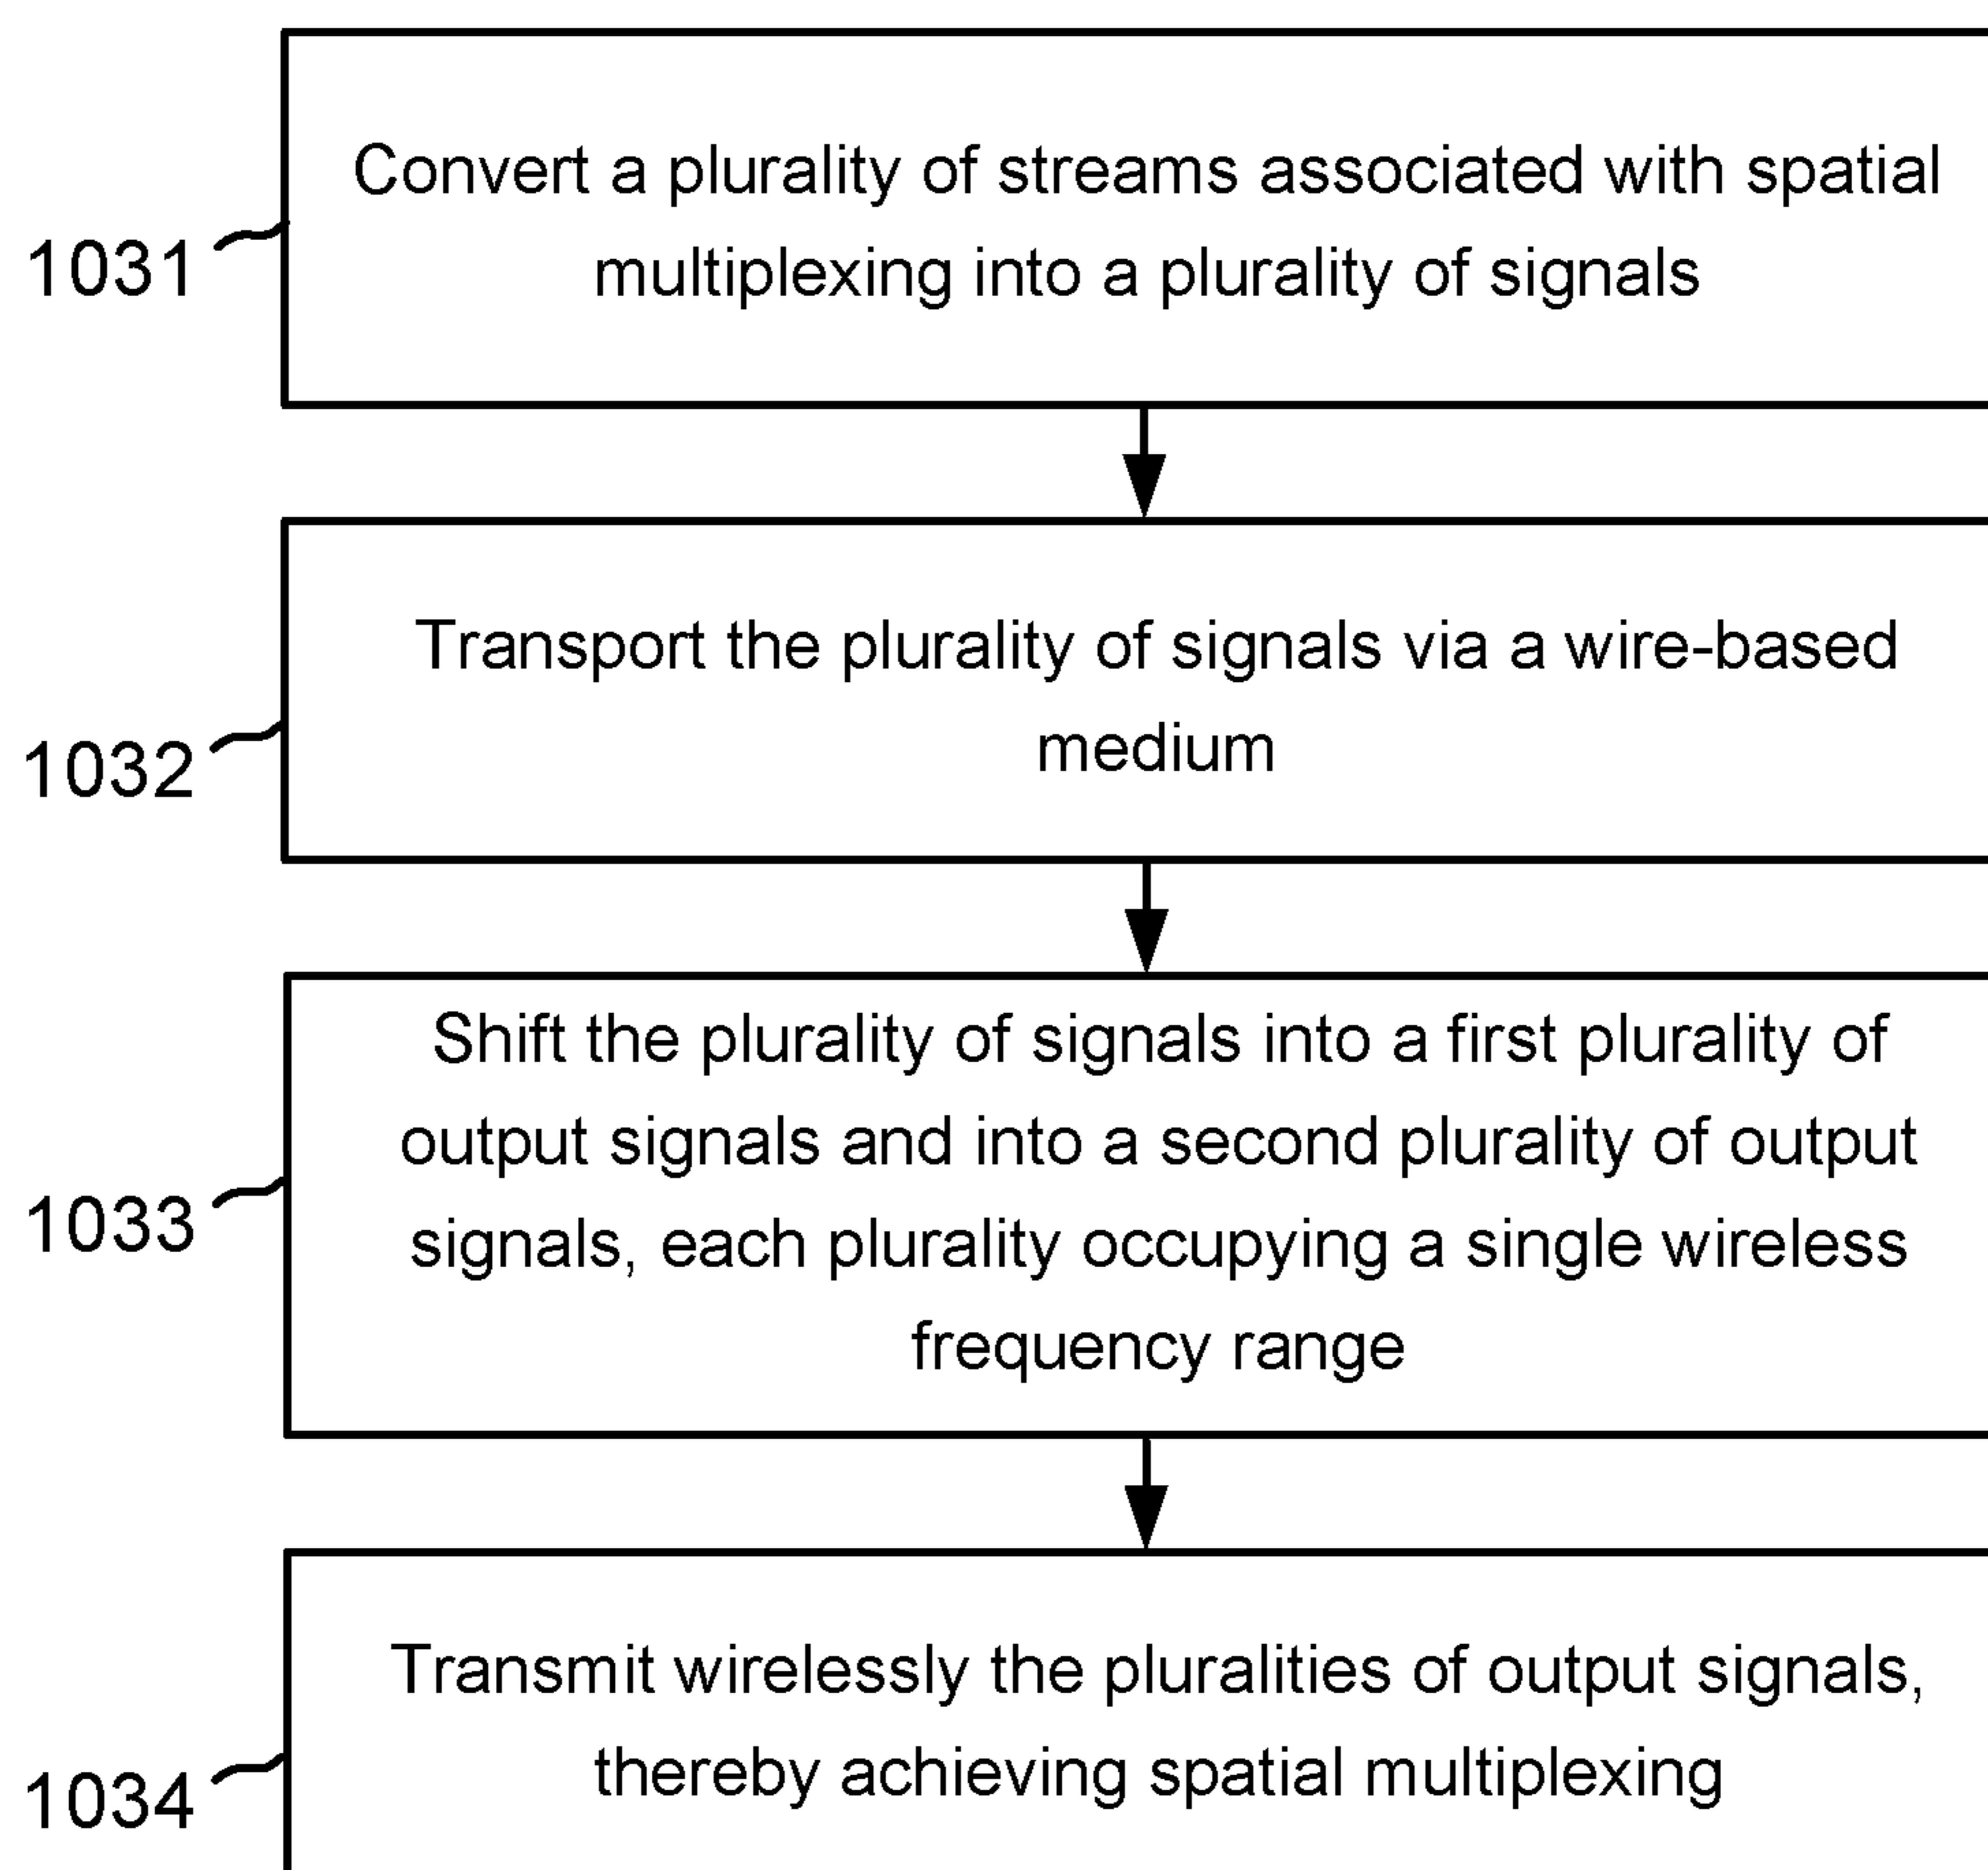 Convert a plurality of streams associated with spatial
multiplexing into a plurality of signals
1031
Transport the plurality of signals via a wire-based
medium
1032
Shift the plurality of signals into a first plurality of
output signals and into a second plurality of output
signals, each plurality occupying a single wireless
frequency range
1033
Transmit wirelessly the pluralities of output signals,
thereby achieving spatial multiplexing
1034